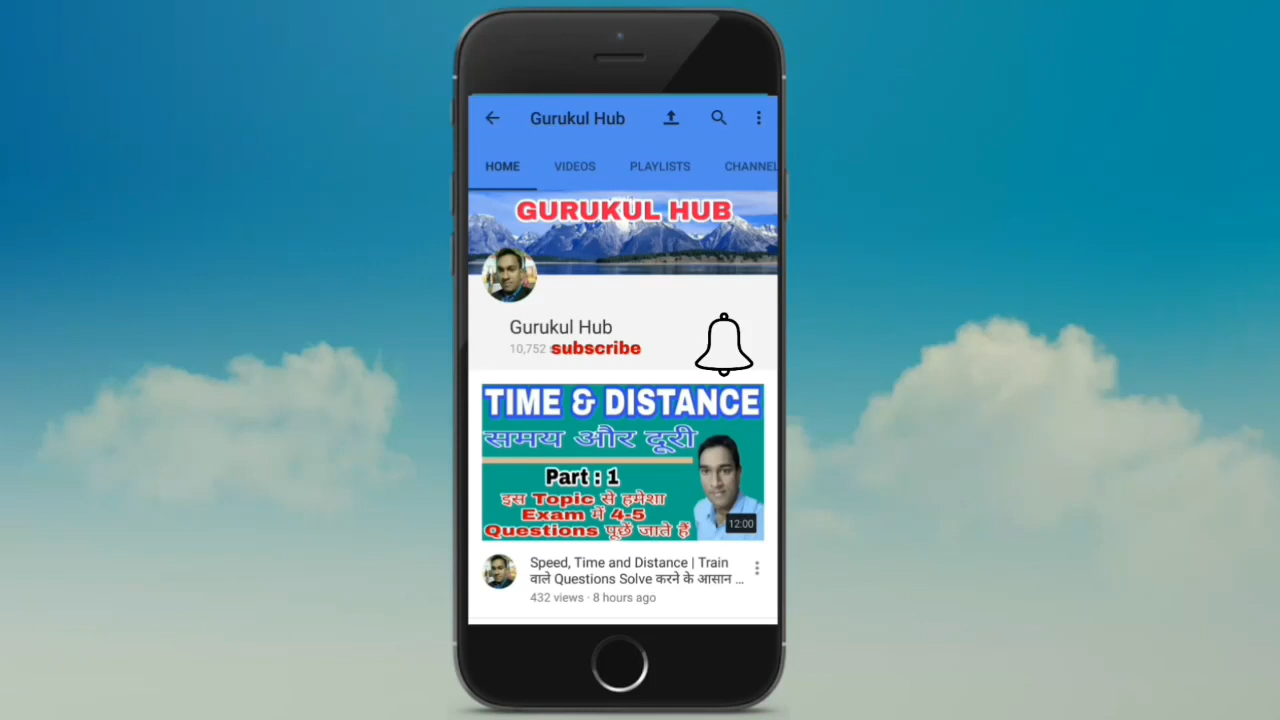 Gurukul Hub
HOME VIDEOS PLAYLISTS CHANNEL
GURUKUL HUB
Gurukul Hub
10,752 subscribe
TIME & DISTANCE
समय और दूरी
Part : 1
इस Topic से हमेशा
Exam में 4-5
Questions पूछें जाते हैं
12:00
Speed, Time and Distance | Train
वाले Questions Solve करने के आसान ...
432 views · 8 hours ago